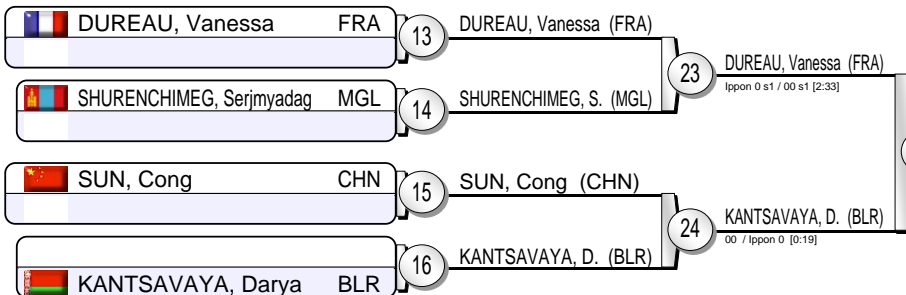 DUREAU, Vanessa FRA
13
DUREAU, Vanessa (FRA)
23
DUREAU, Vanessa (FRA)
Ippon 0 s1 / 00 s1 [2:33]
SHURENCHIMEG, Serjmyadag MGL
14
SHURENCHIMEG, S. (MGL)
SUN, Cong CHN
15
SUN, Cong (CHN)
24
KANTSAVAYA, D. (BLR)
00 / Ippon 0 [0:19]
KANTSAVAYA, Darya BLR
16
KANTSAVAYA, D. (BLR)